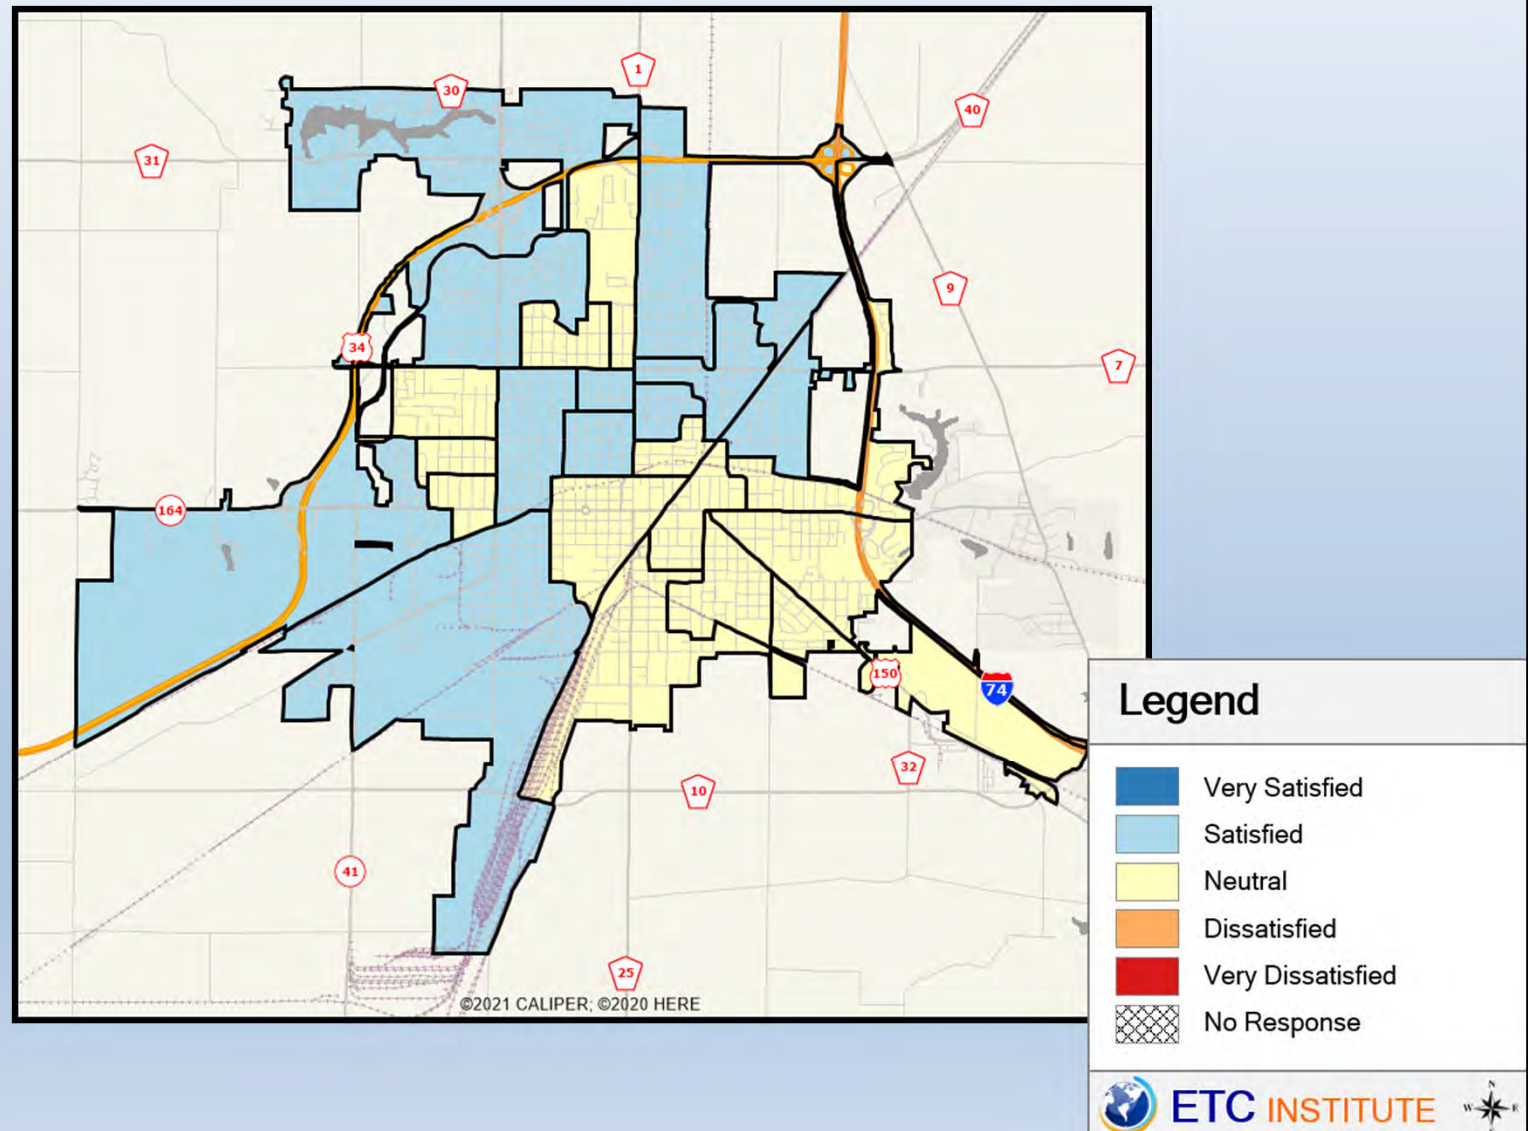 1
30
40
31
9
34
7
164
150
74
32
10
41
25
©2021 CALIPER; ©2020 HERE
Legend
Very Satisfied
Satisfied
Neutral
Dissatisfied
Very Dissatisfied
No Response
ETC INSTITUTE
N
W E